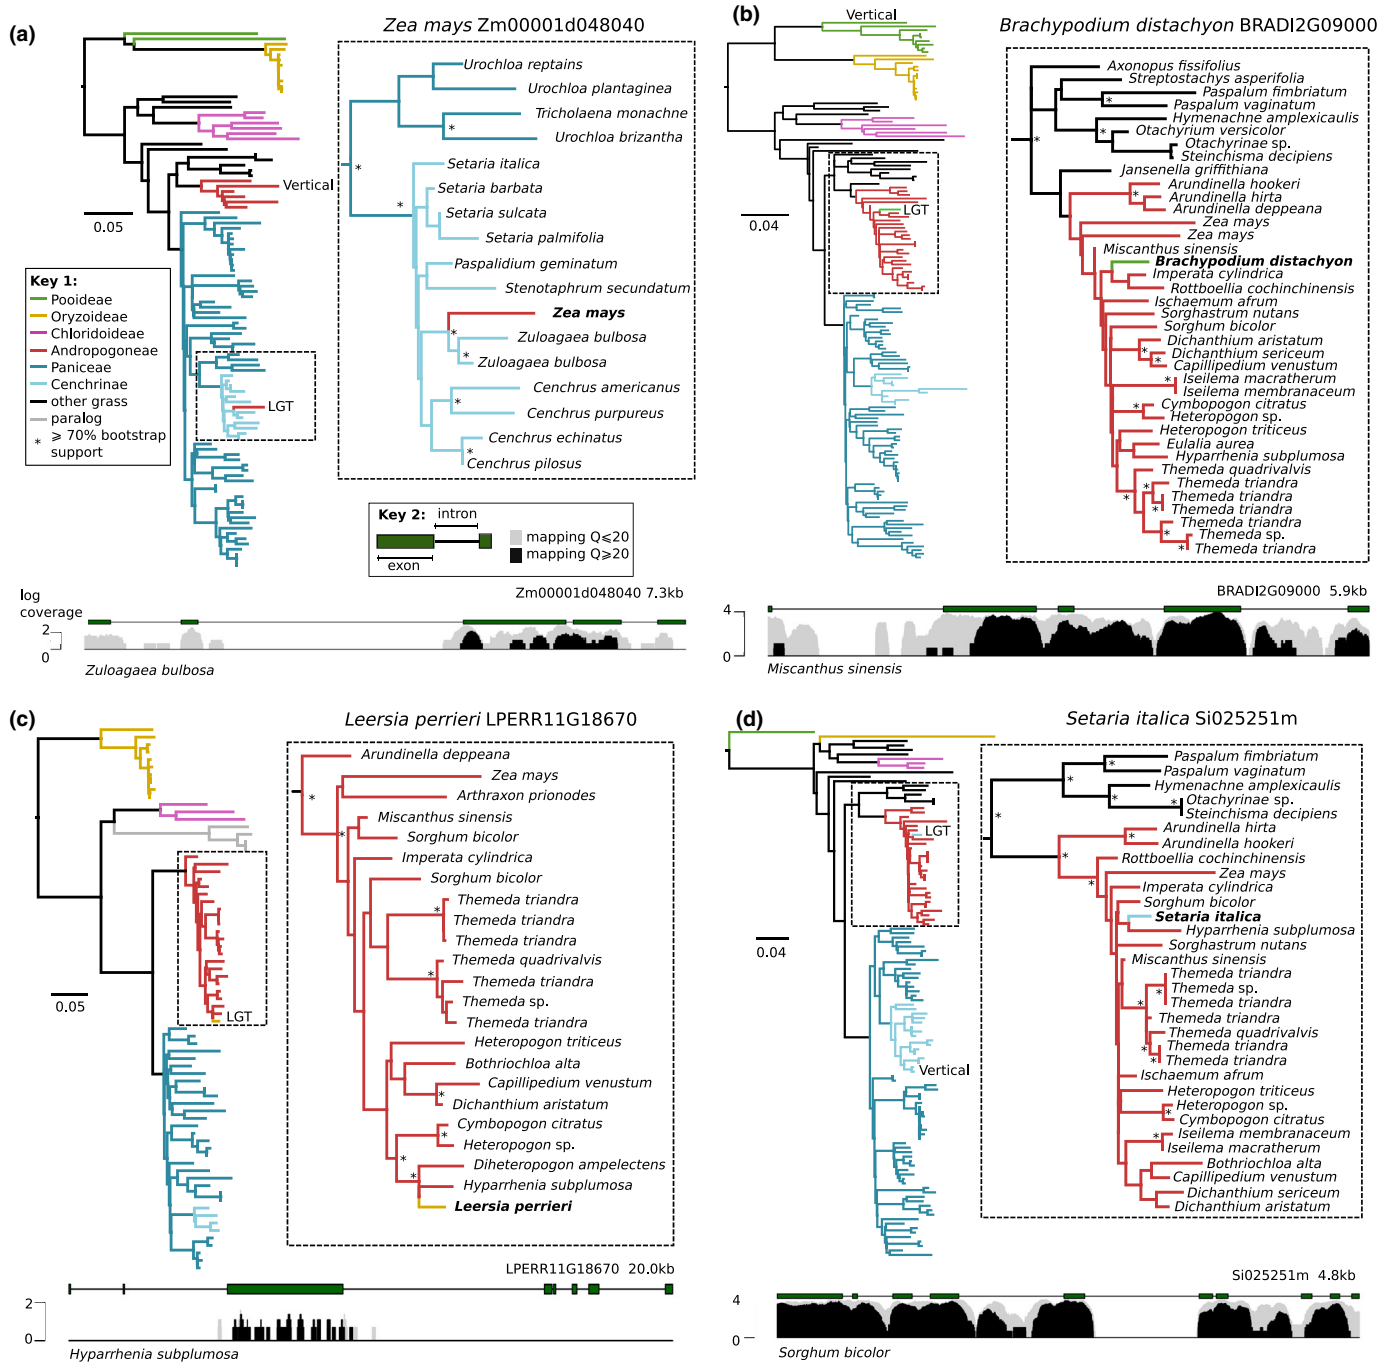 (a)
Zea mays Zm00001d048040
Vertical
LGT
0.05
Urochloa reptains
Urochloa plantaginea
Tricholaena monachne
Urochloa brizantha
Setaria italica
Setaria barbata
Setaria sulcata
Setaria palmifolia
Paspalidium geminatum
Stenotaphrum secundatum
Zea mays
Zuloagaea bulbosa
Zuloagaea bulbosa
Cenchrus americanus
Cenchrus purpureus
Cenchrus echinatus
Cenchrus pilosus
* * * * * *
Key 1:
Pooideae
Oryzoideae
Chloridoideae
Andropogoneae
Paniceae
Cenchrinae
other grass
paralog
* ⩾ 70% bootstrap
support
Key 2:
intron
exon
mapping Q⩽20
mapping Q⩾20
Zm00001d048040 7.3kb
log
coverage
2
0
Zuloagaea bulbosa
(b)
Brachypodium distachyon BRADI2G09000
Vertical
LGT
0.04
Axonopus fissifolius
Streptostachys asperifolia
Paspalum fimbriatum
Paspalum vaginatum
Hymenachne amplexicaulis
Otachyrium versicolor
Otachyrinae sp.
Steinchisma decipiens
Jansenella griffithiana
Arundinella hookeri
Arundinella hirta
Arundinella deppeana
Zea mays
Zea mays
Miscanthus sinensis
Brachypodium distachyon
Imperata cylindrica
Rottboellia cochinchinensis
Ischaemum afrum
Sorghastrum nutans
Sorghum bicolor
Dichanthium aristatum
Dichanthium sericeum
Capillipedium venustum
Iseilema macratherum
Iseilema membranaceum
Cymbopogon citratus
Heteropogon sp.
Heteropogon triticeus
Eulalia aurea
Hyparrhenia subplumosa
Themeda quadrivalvis
Themeda triandra
Themeda triandra
Themeda triandra
Themeda triandra
Themeda sp.
Themeda triandra
BRADI2G09000 5.9kb
4
0
Miscanthus sinensis
(c)
Leersia perrieri LPERR11G18670
LGT
0.05
Arundinella deppeana
Zea mays
Arthraxon prionodes
Miscanthus sinensis
Sorghum bicolor
Imperata cylindrica
Sorghum bicolor
Themeda triandra
Themeda triandra
Themeda triandra
Themeda quadrivalvis
Themeda triandra
Themeda sp.
Themeda triandra
Heteropogon triticeus
Bothriochloa alta
Capillipedium venustum
Dichanthium aristatum
Cymbopogon citratus
Heteropogon sp.
Diheteropogon ampelectens
Hyparrhenia subplumosa
Leersia perrieri
LPERR11G18670 20.0kb
2
0
Hyparrhenia subplumosa
(d)
Setaria italica Si025251m
LGT
Vertical
0.04
Paspalum fimbriatum
Paspalum vaginatum
Hymenachne amplexicaulis
Otachyrinae sp.
Steinchisma decipiens
Arundinella hirta
Arundinella hookeri
Rottboellia cochinchinensis
Zea mays
Imperata cylindrica
Sorghum bicolor
Setaria italica
Hyparrhenia subplumosa
Sorghastrum nutans
Miscanthus sinensis
Themeda triandra
Themeda sp.
Themeda triandra
Themeda triandra
Themeda quadrivalvis
Themeda triandra
Themeda triandra
Ischaemum afrum
Heteropogon triticeus
Heteropogon sp.
Cymbopogon citratus
Iseilema membranaceum
Iseilema macratherum
Bothriochloa alta
Capillipedium venustum
Dichanthium sericeum
Dichanthium aristatum
Si025251m 4.8kb
4
0
Sorghum bicolor